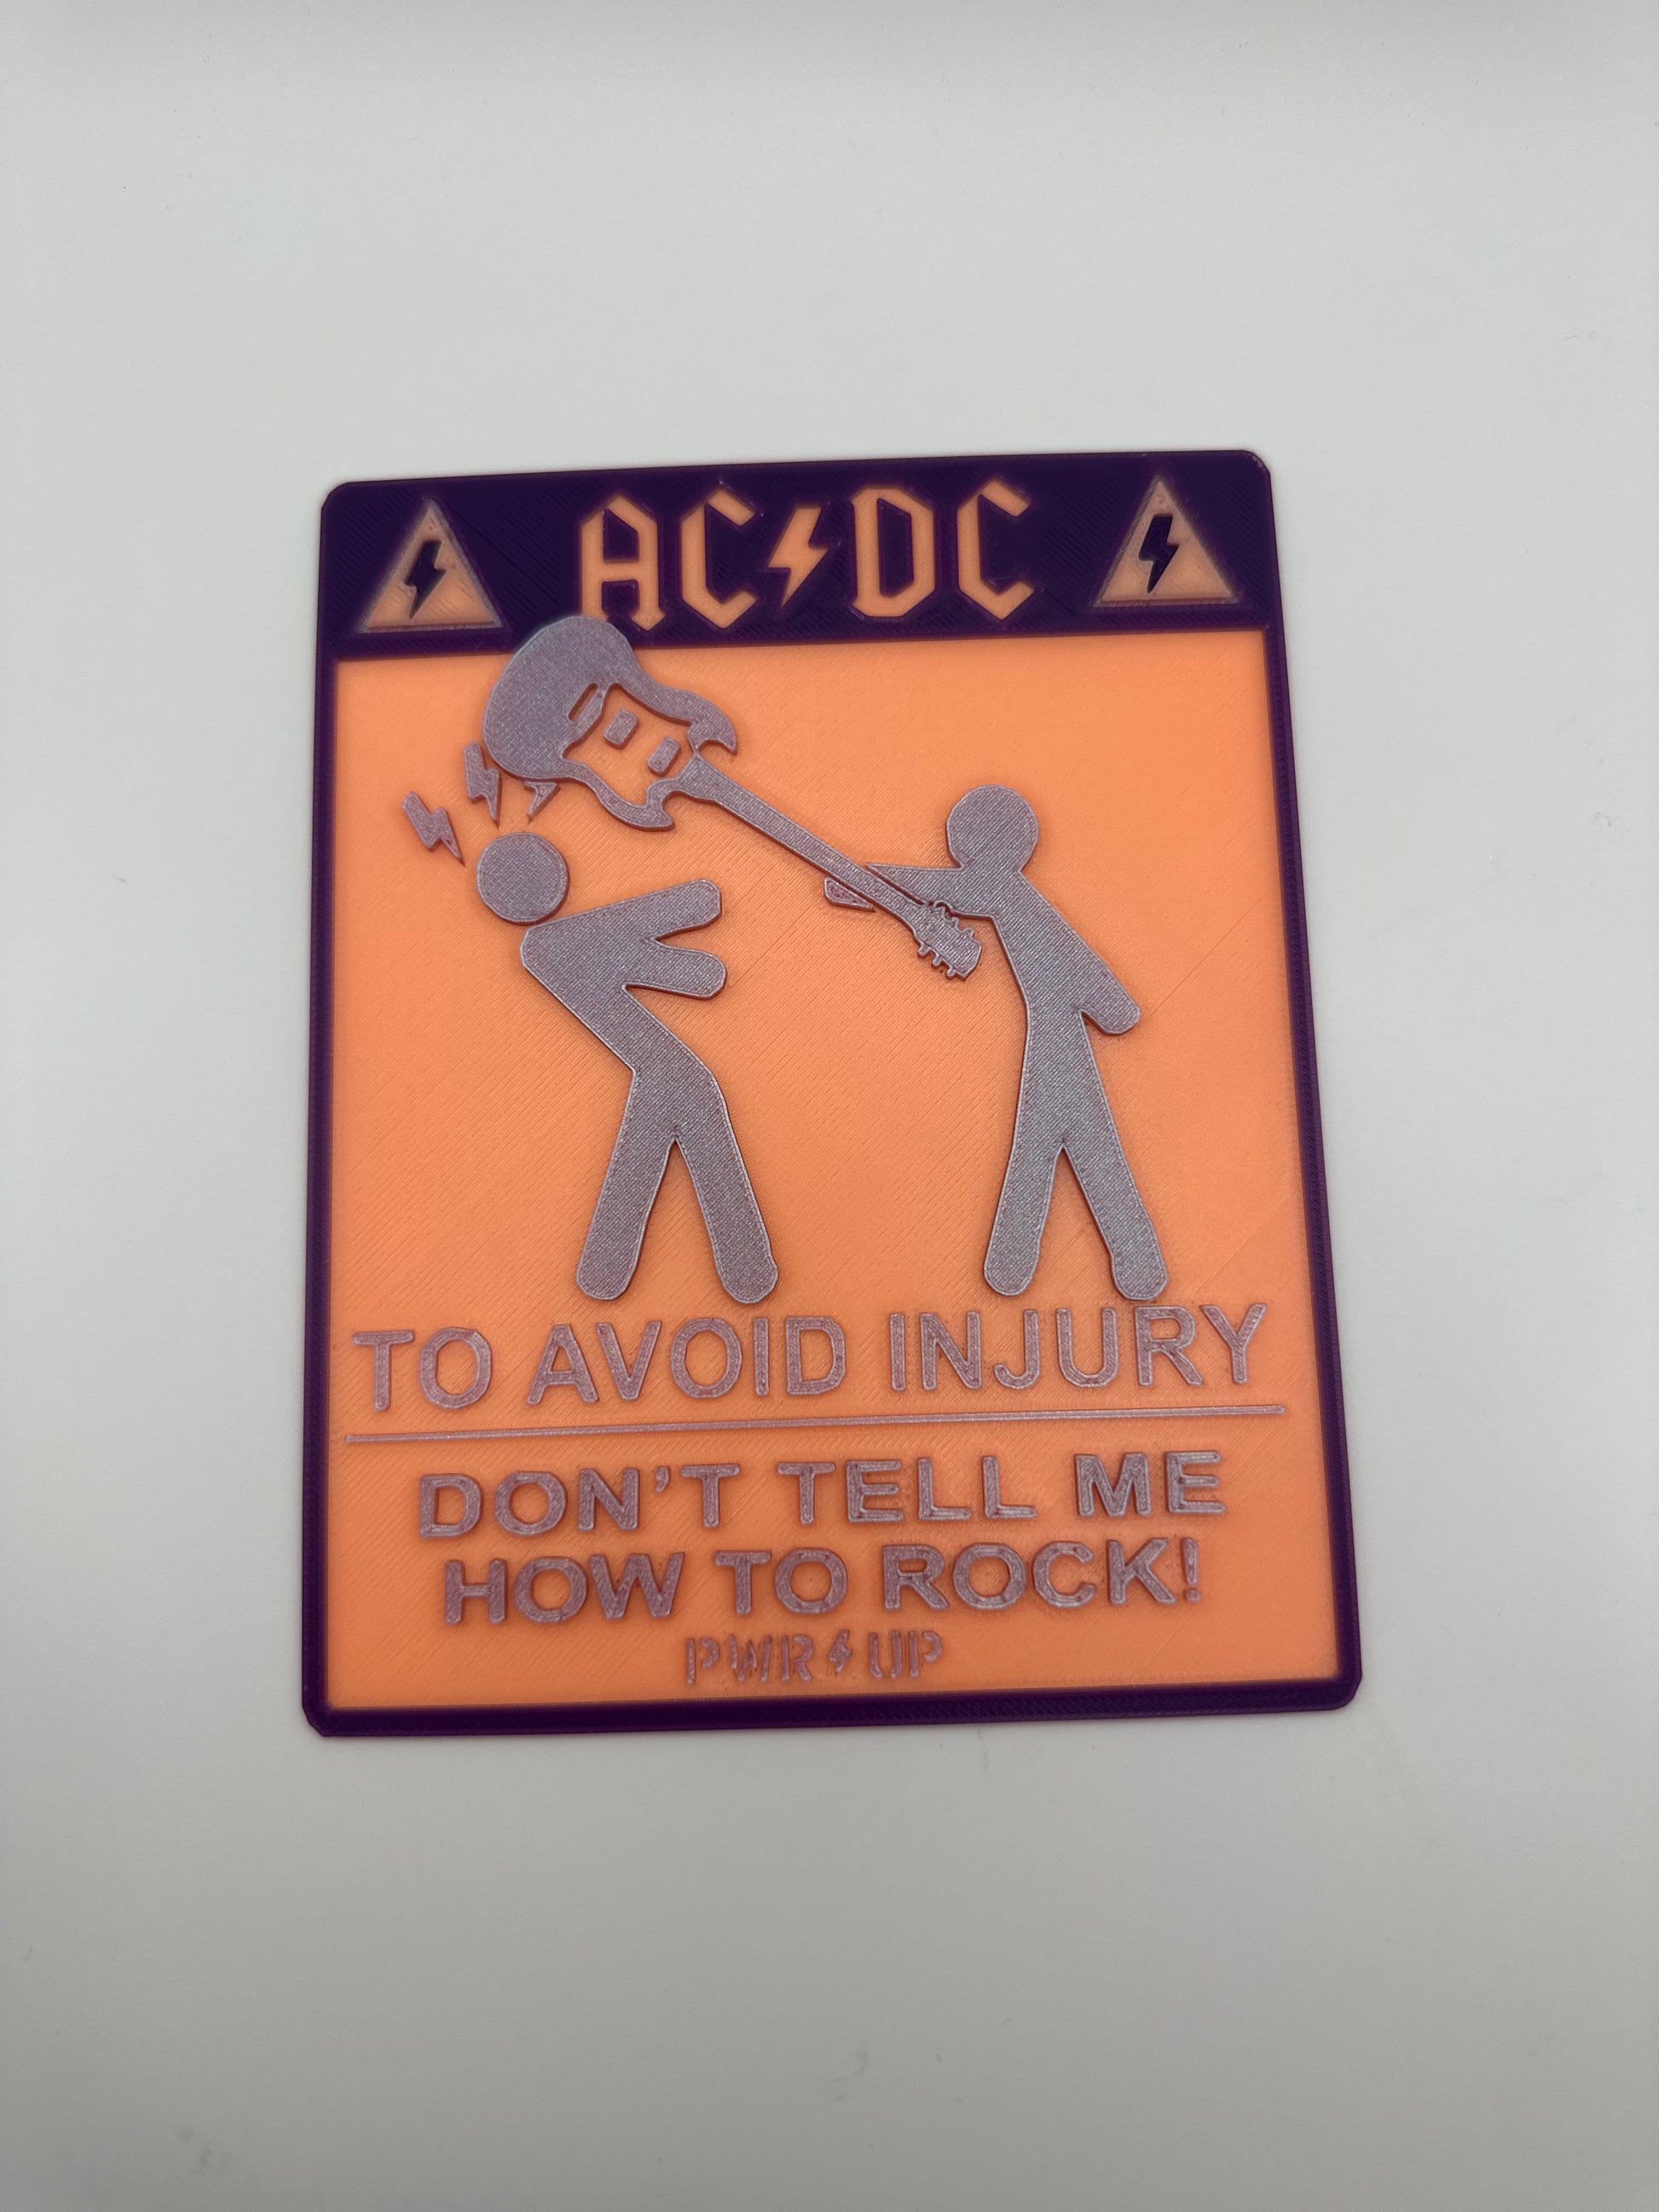 AC⚡DC
TO AVOID INJURY
DON'T TELL ME
HOW TO ROCK!
PWR⚡UP